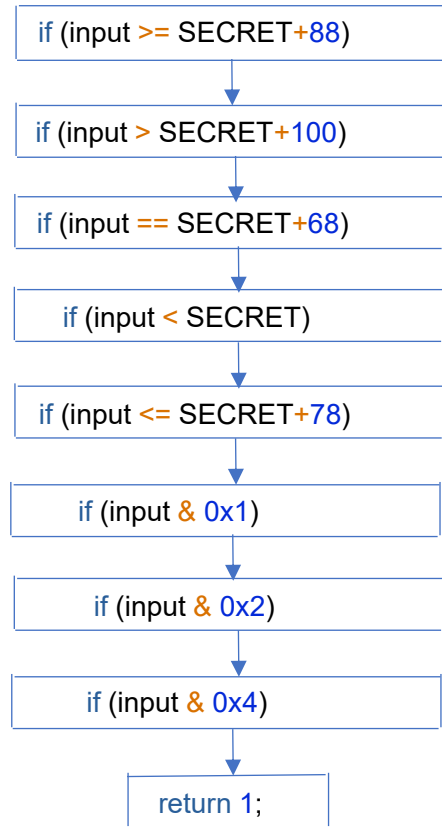 if (input >= SECRET+88)
if (input > SECRET+100)
if (input == SECRET+68)
if (input < SECRET)
if (input <= SECRET+78)
if (input & 0x1)
if (input & 0x2)
if (input & 0x4)
return 1;